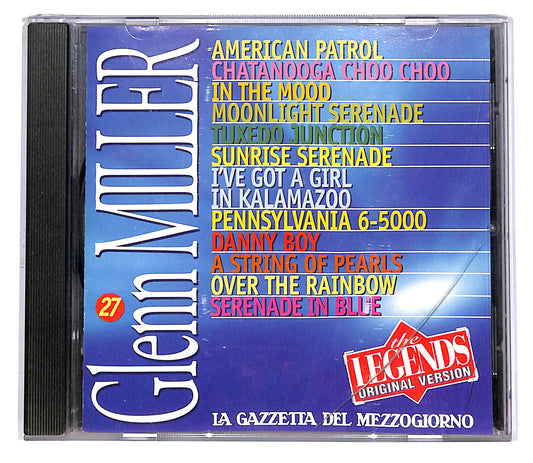 Glenn MILLER
27
AMERICAN PATROL
CHATANOOGA CHOO CHOO
IN THE MOOD
MOONLIGHT SERENADE
TUXEDO JUNCTION
SUNRISE SERENADE
I'VE GOT A GIRL
IN KALAMAZOO
PENNSYLVANIA 6-5000
DANNY BOY
A STRING OF PEARLS
OVER THE RAINBOW
SERENADE IN BLUE
the
LEGENDS
ORIGINAL VERSION
LA GAZZETTA DEL MEZZOGIORNO